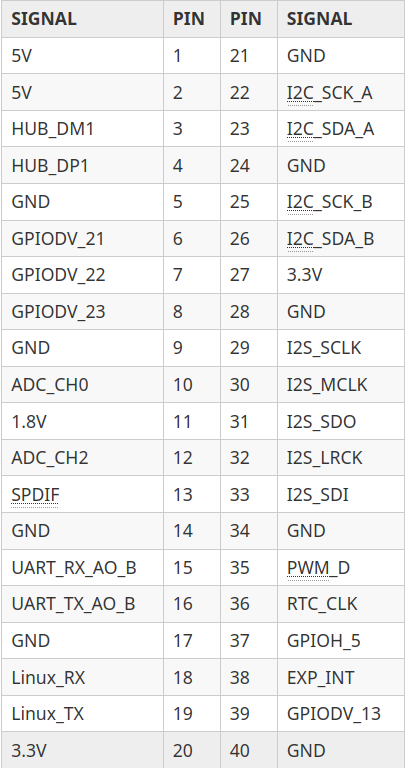 SIGNAL PIN PIN SIGNAL
5V 1 21 GND
5V 2 22 I2C_SCK_A
HUB_DM1 3 23 I2C_SDA_A
HUB_DP1 4 24 GND
GND 5 25 I2C_SCK_B
GPIODV_21 6 26 I2C_SDA_B
GPIODV_22 7 27 3.3V
GPIODV_23 8 28 GND
GND 9 29 I2S_SCLK
ADC_CH0 10 30 I2S_MCLK
1.8V 11 31 I2S_SDO
ADC_CH2 12 32 I2S_LRCK
SPDIF 13 33 I2S_SDI
GND 14 34 GND
UART_RX_AO_B 15 35 PWM_D
UART_TX_AO_B 16 36 RTC_CLK
GND 17 37 GPIOH_5
Linux_RX 18 38 EXP_INT
Linux_TX 19 39 GPIODV_13
3.3V 20 40 GND